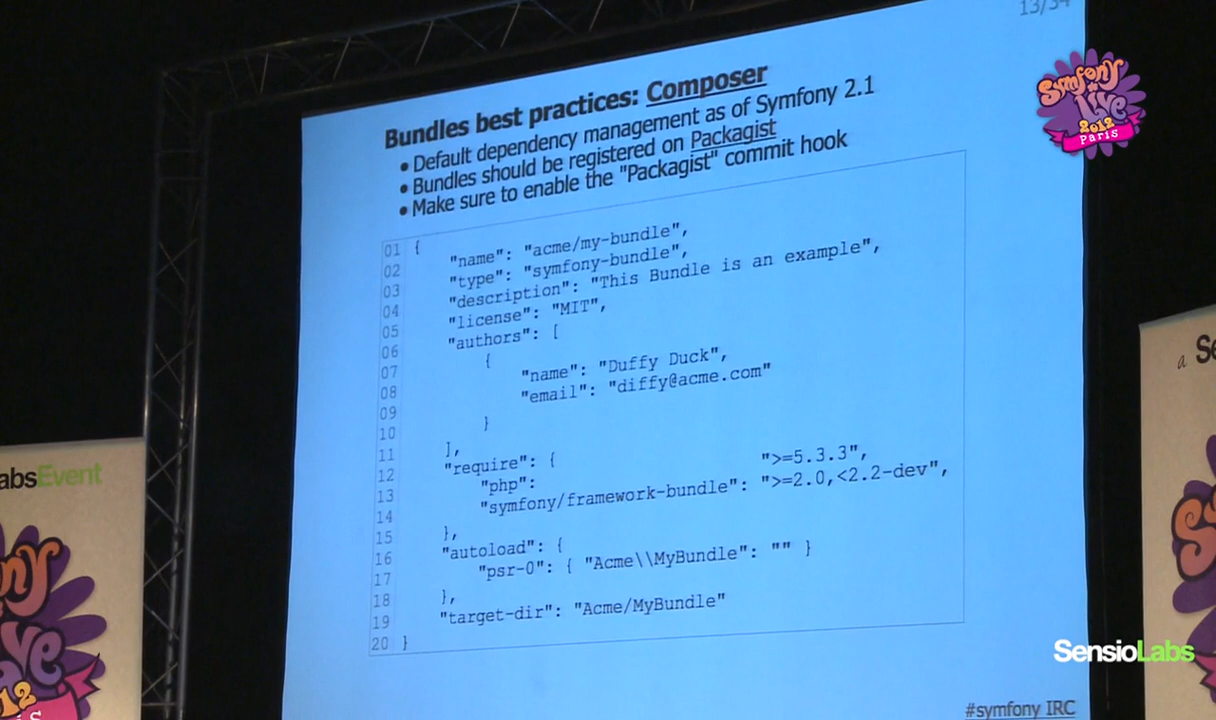 13/34
Bundles best practices: Composer
• Default dependency management as of Symfony 2.1
• Bundles should be registered on Packagist
• Make sure to enable the "Packagist" commit hook
01 {
02 "name": "acme/my-bundle",
03 "type": "symfony-bundle",
04 "description": "This Bundle is an example",
05 "license": "MIT",
06 "authors": [
07 {
08 "name": "Duffy Duck",
09 "email": "diffy@acme.com"
10 }
11 ],
12 "require": {
13 "php": ">=5.3.3",
14 "symfony/framework-bundle": ">=2.0,<2.2-dev",
15 },
16 "autoload": {
17 "psr-0": { "Acme\\MyBundle": "" }
18 },
19 "target-dir": "Acme/MyBundle"
20 }
#symfony IRC
Symfony
Live
2012
Paris
SensioLabs
absEvent
a Se